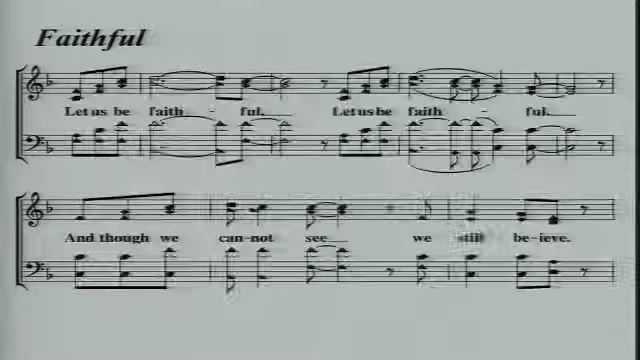 Faithful
Let us be faith - ful. Let us be faith - ful.
And though we can-not see we still be-ieve.